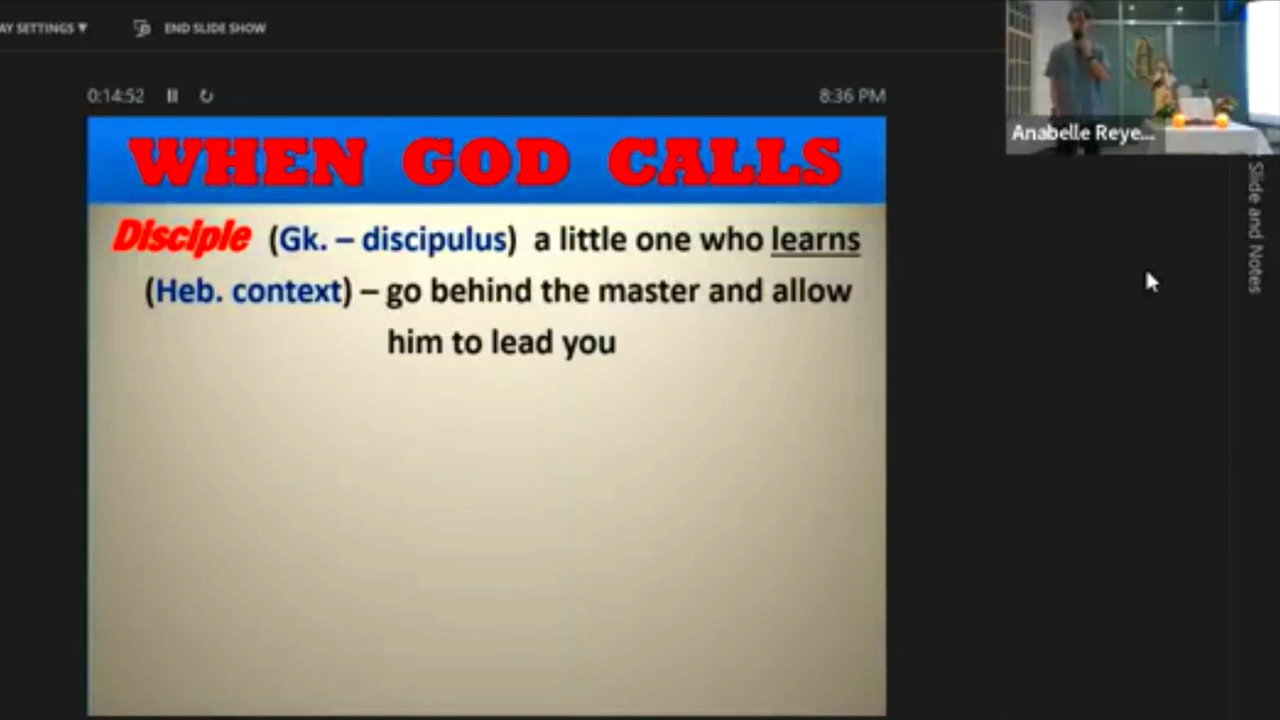 AY SETTINGS ▼ END SLIDE SHOW
0:14:52 8:36 PM
Anabelle Reye...
WHEN GOD CALLS
Disciple (Gk. – discipulus) a little one who learns
(Heb. context) – go behind the master and allow
him to lead you
Slide and Notes